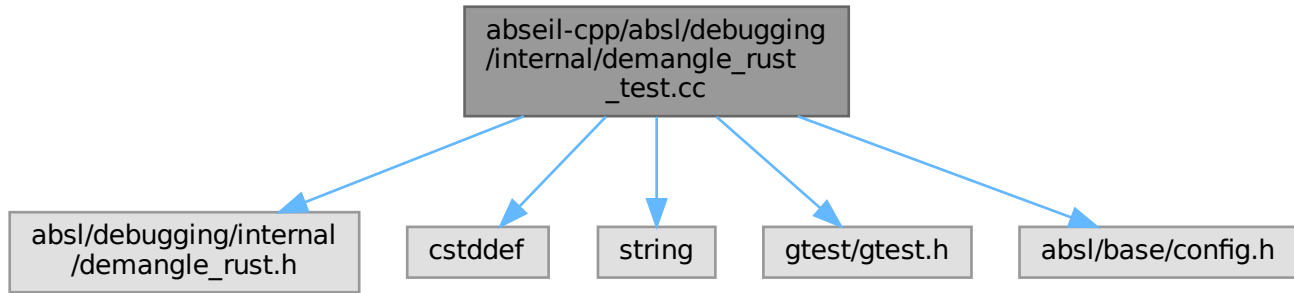 abseil-cpp/absl/debugging
/internal/demangle_rust
_test.cc
absl/debugging/internal
/demangle_rust.h
cstddef
string
gtest/gtest.h
absl/base/config.h